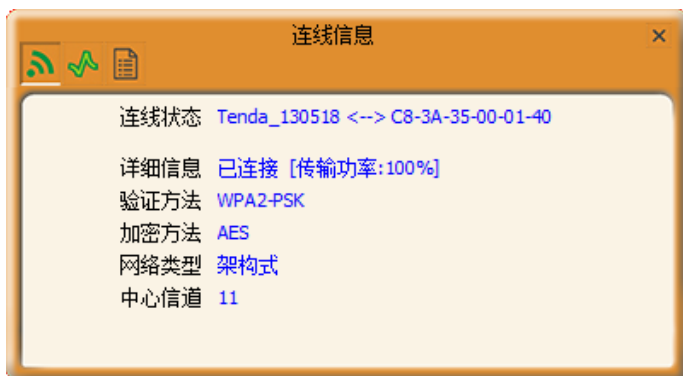 连线信息
连线状态 Tenda_130518 <--> C8-3A-35-00-01-40
详细信息 已连接 [传输功率:100%]
验证方法 WPA2-PSK
加密方法 AES
网络类型 架构式
中心信道 11